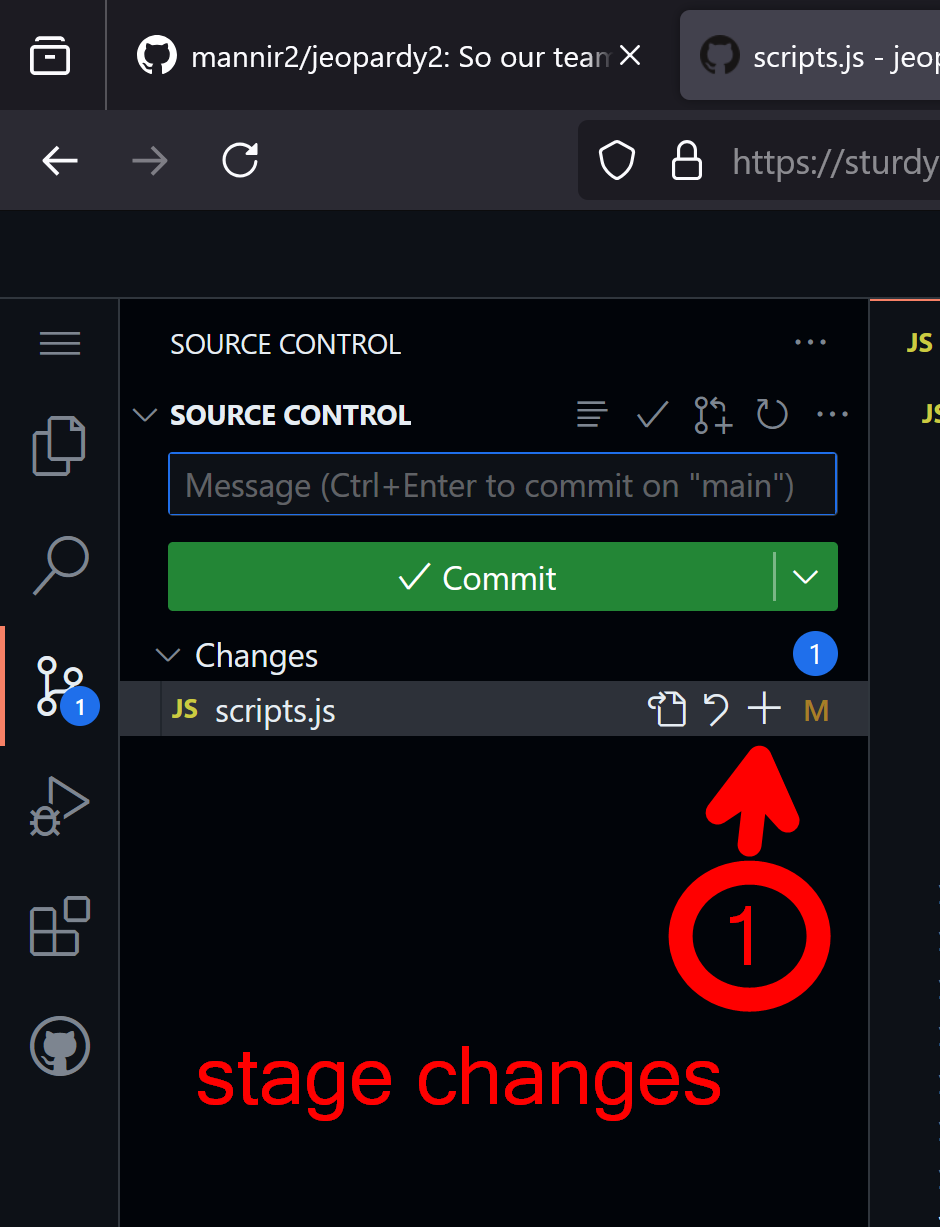 mannir2/jeopardy2: So our team
scripts.js - jeop
https://sturdy
SOURCE CONTROL
SOURCE CONTROL
Message (Ctrl+Enter to commit on "main")
Commit
Changes 1
JS scripts.js M
1
1
stage changes
JS
JS